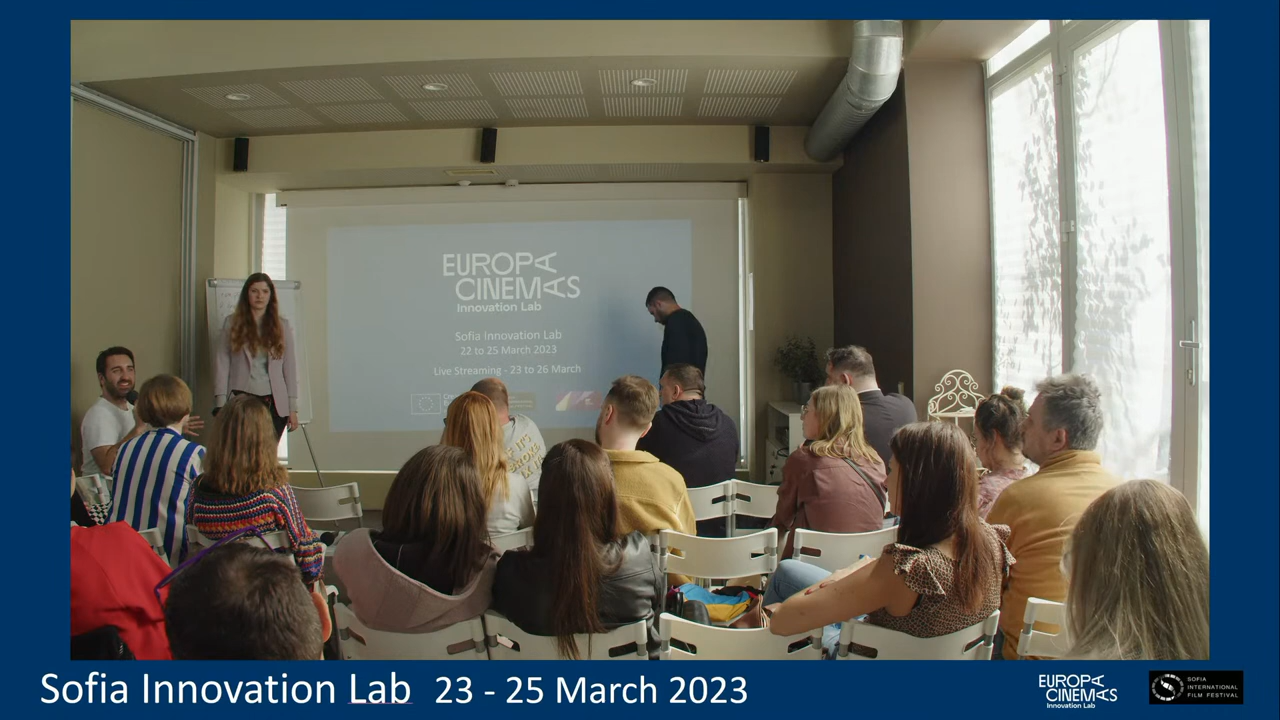 EUROPA
CINEMAS
Innovation Lab
Sofia Innovation Lab
22 to 25 March 2023
Live Streaming - 23 to 26 March
Sofia Innovation Lab 23 - 25 March 2023
EUROPA
CINEMAS
Innovation Lab
SOFIA
INTERNATIONAL
FILM FESTIVAL